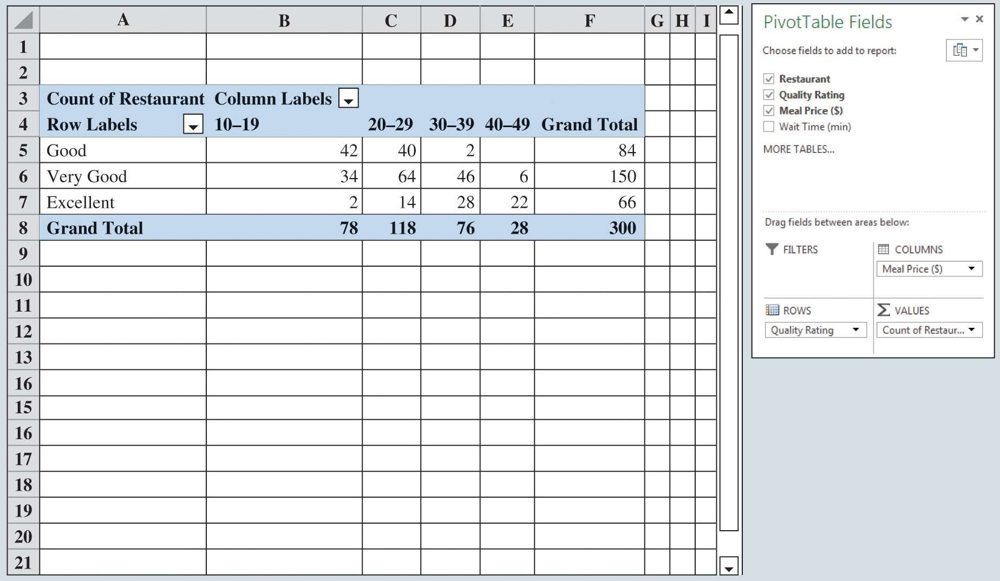 A B C D E F G H I
1
2
3 Count of Restaurant Column Labels
4 Row Labels 10–19 20–29 30–39 40–49 Grand Total
5 Good 42 40 2 84
6 Very Good 34 64 46 6 150
7 Excellent 2 14 28 22 66
8 Grand Total 78 118 76 28 300
9
10
11
12
13
16
15
16
17
18
19
20
21
PivotTable Fields
Choose fields to add to report:
Restaurant
Quality Rating
Meal Price ($)
Wait Time (min)
MORE TABLES...
Drag fields between areas below:
FILTERS
COLUMNS
Meal Price ($)
ROWS
Quality Rating
VALUES
Count of Restaur...